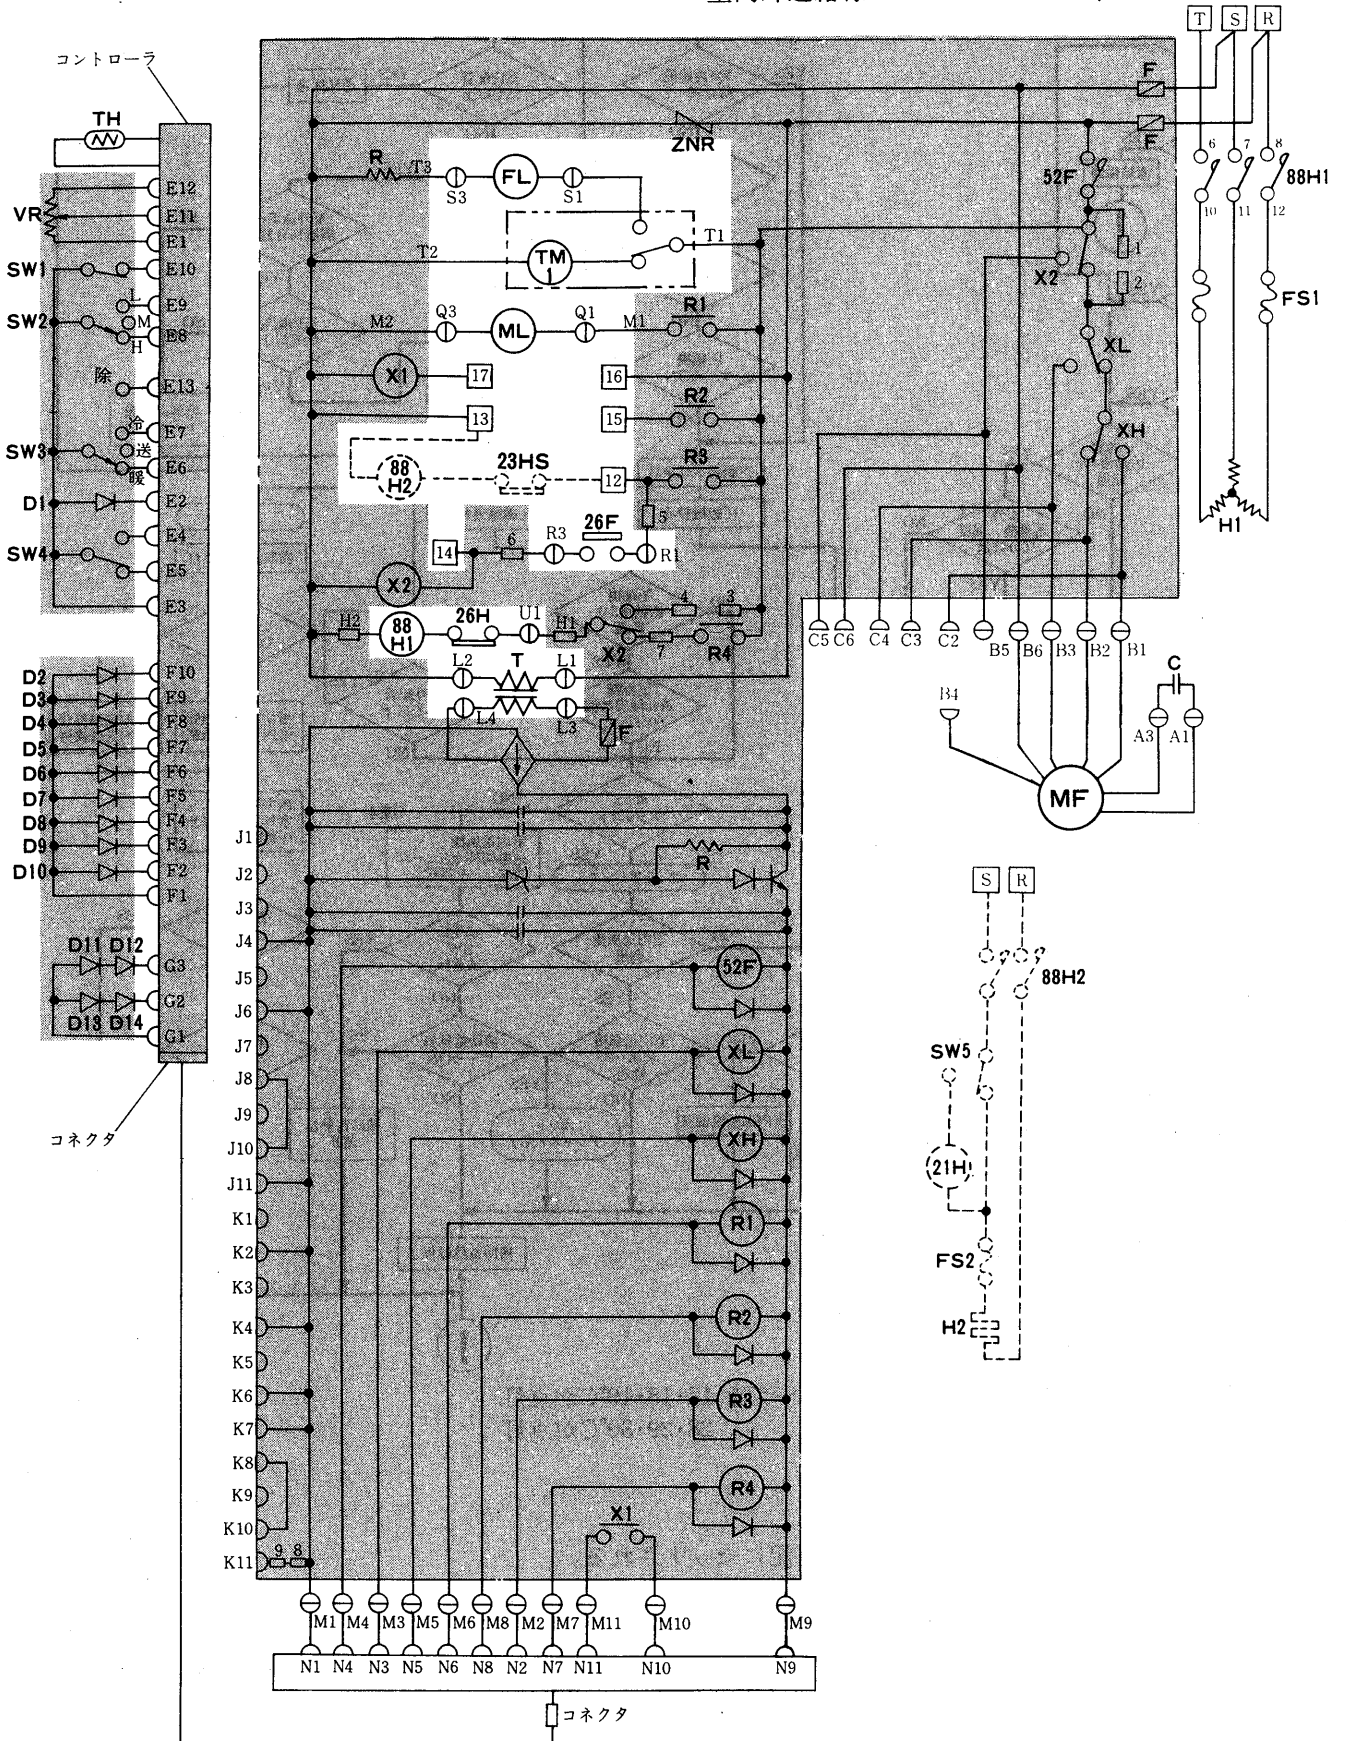 T S R
コントローラ
TH
F
F
ZNR
6 7 8
88H1
10 11 12
52F
R T3 S3 FL S1
E12
VR E11
E1
SW1 E10
T2 TM 1 T1
X2 1
2
FS1
L E9
SW2 M
H E8
M2 Q3 ML Q1 M1 R1
XL
除 E13
X1 17 16
R2
13 15
冷 E7
XH
SW3 送
E6
暖
88 H2 23HS 12 R3
D1 E2
5
H1
E4
SW4
E5
14 6 R3 26F R1
X2
E3
H2 88 H1 26H U1 H1 X2 4 3 7 R4
C5 C6 C4 C3 C2 B5 B6 B3 B2 B1
L2 T L1
L4 L3 F
C
B4
A3 A1
MF
D2 F10
D3 F9
D4 F8
D5 F7
D6 F6
D7 F5
D8 F4
D9 F3
D10 F2
F1
J1
R
J2
J3
J4
S R
D11 D12
G3
G2
D13 D14
G1
52F
J5
J6
88H2
J7
XL
SW5
J8
J9
コネクタ
XH
J10
21H
J11
K1
R1
K2
FS2
K3
K4
R2
H2
K5
K6
R3
K7
K8
R4
K9
X1
K10
K11 9 8
M1 M4 M3 M5 M6 M8 M2 M7 M11 M10 M9
N1 N4 N3 N5 N6 N8 N2 N7 N11 N10 N9
コネクタ